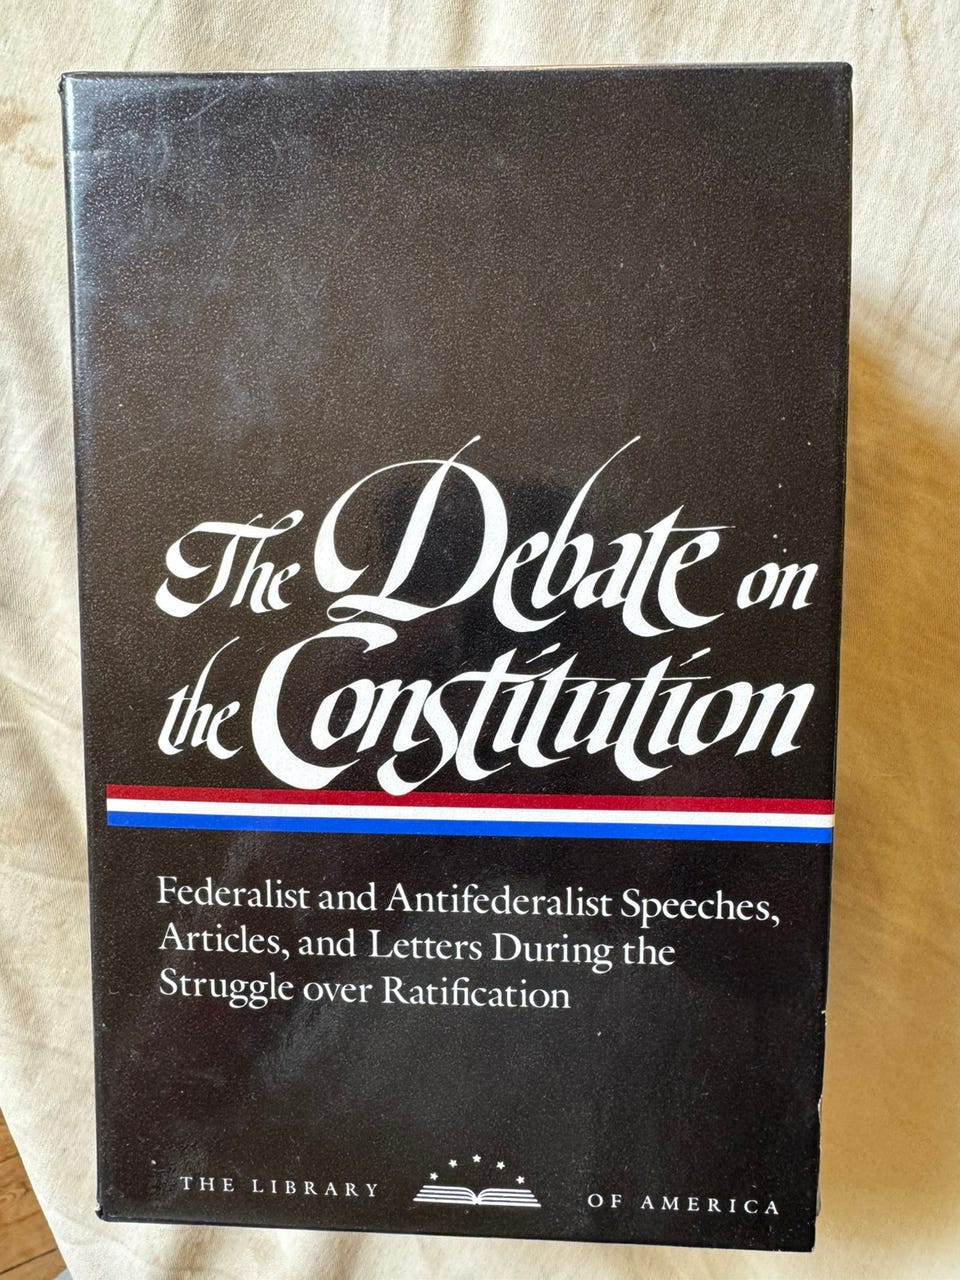 The Debate on
the Constitution
Federalist and Antifederalist Speeches,
Articles, and Letters During the
Struggle over Ratification
THE LIBRARY OF AMERICA